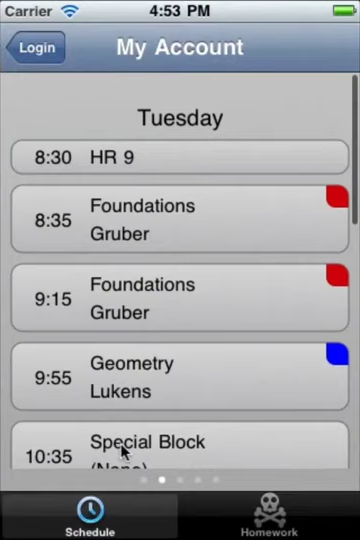 Carrier 4:53 PM
Login My Account
Tuesday
8:30 HR 9
8:35 Foundations
Gruber
9:15 Foundations
Gruber
9:55 Geometry
Lukens
10:35 Special Block
(None)
Schedule Homework